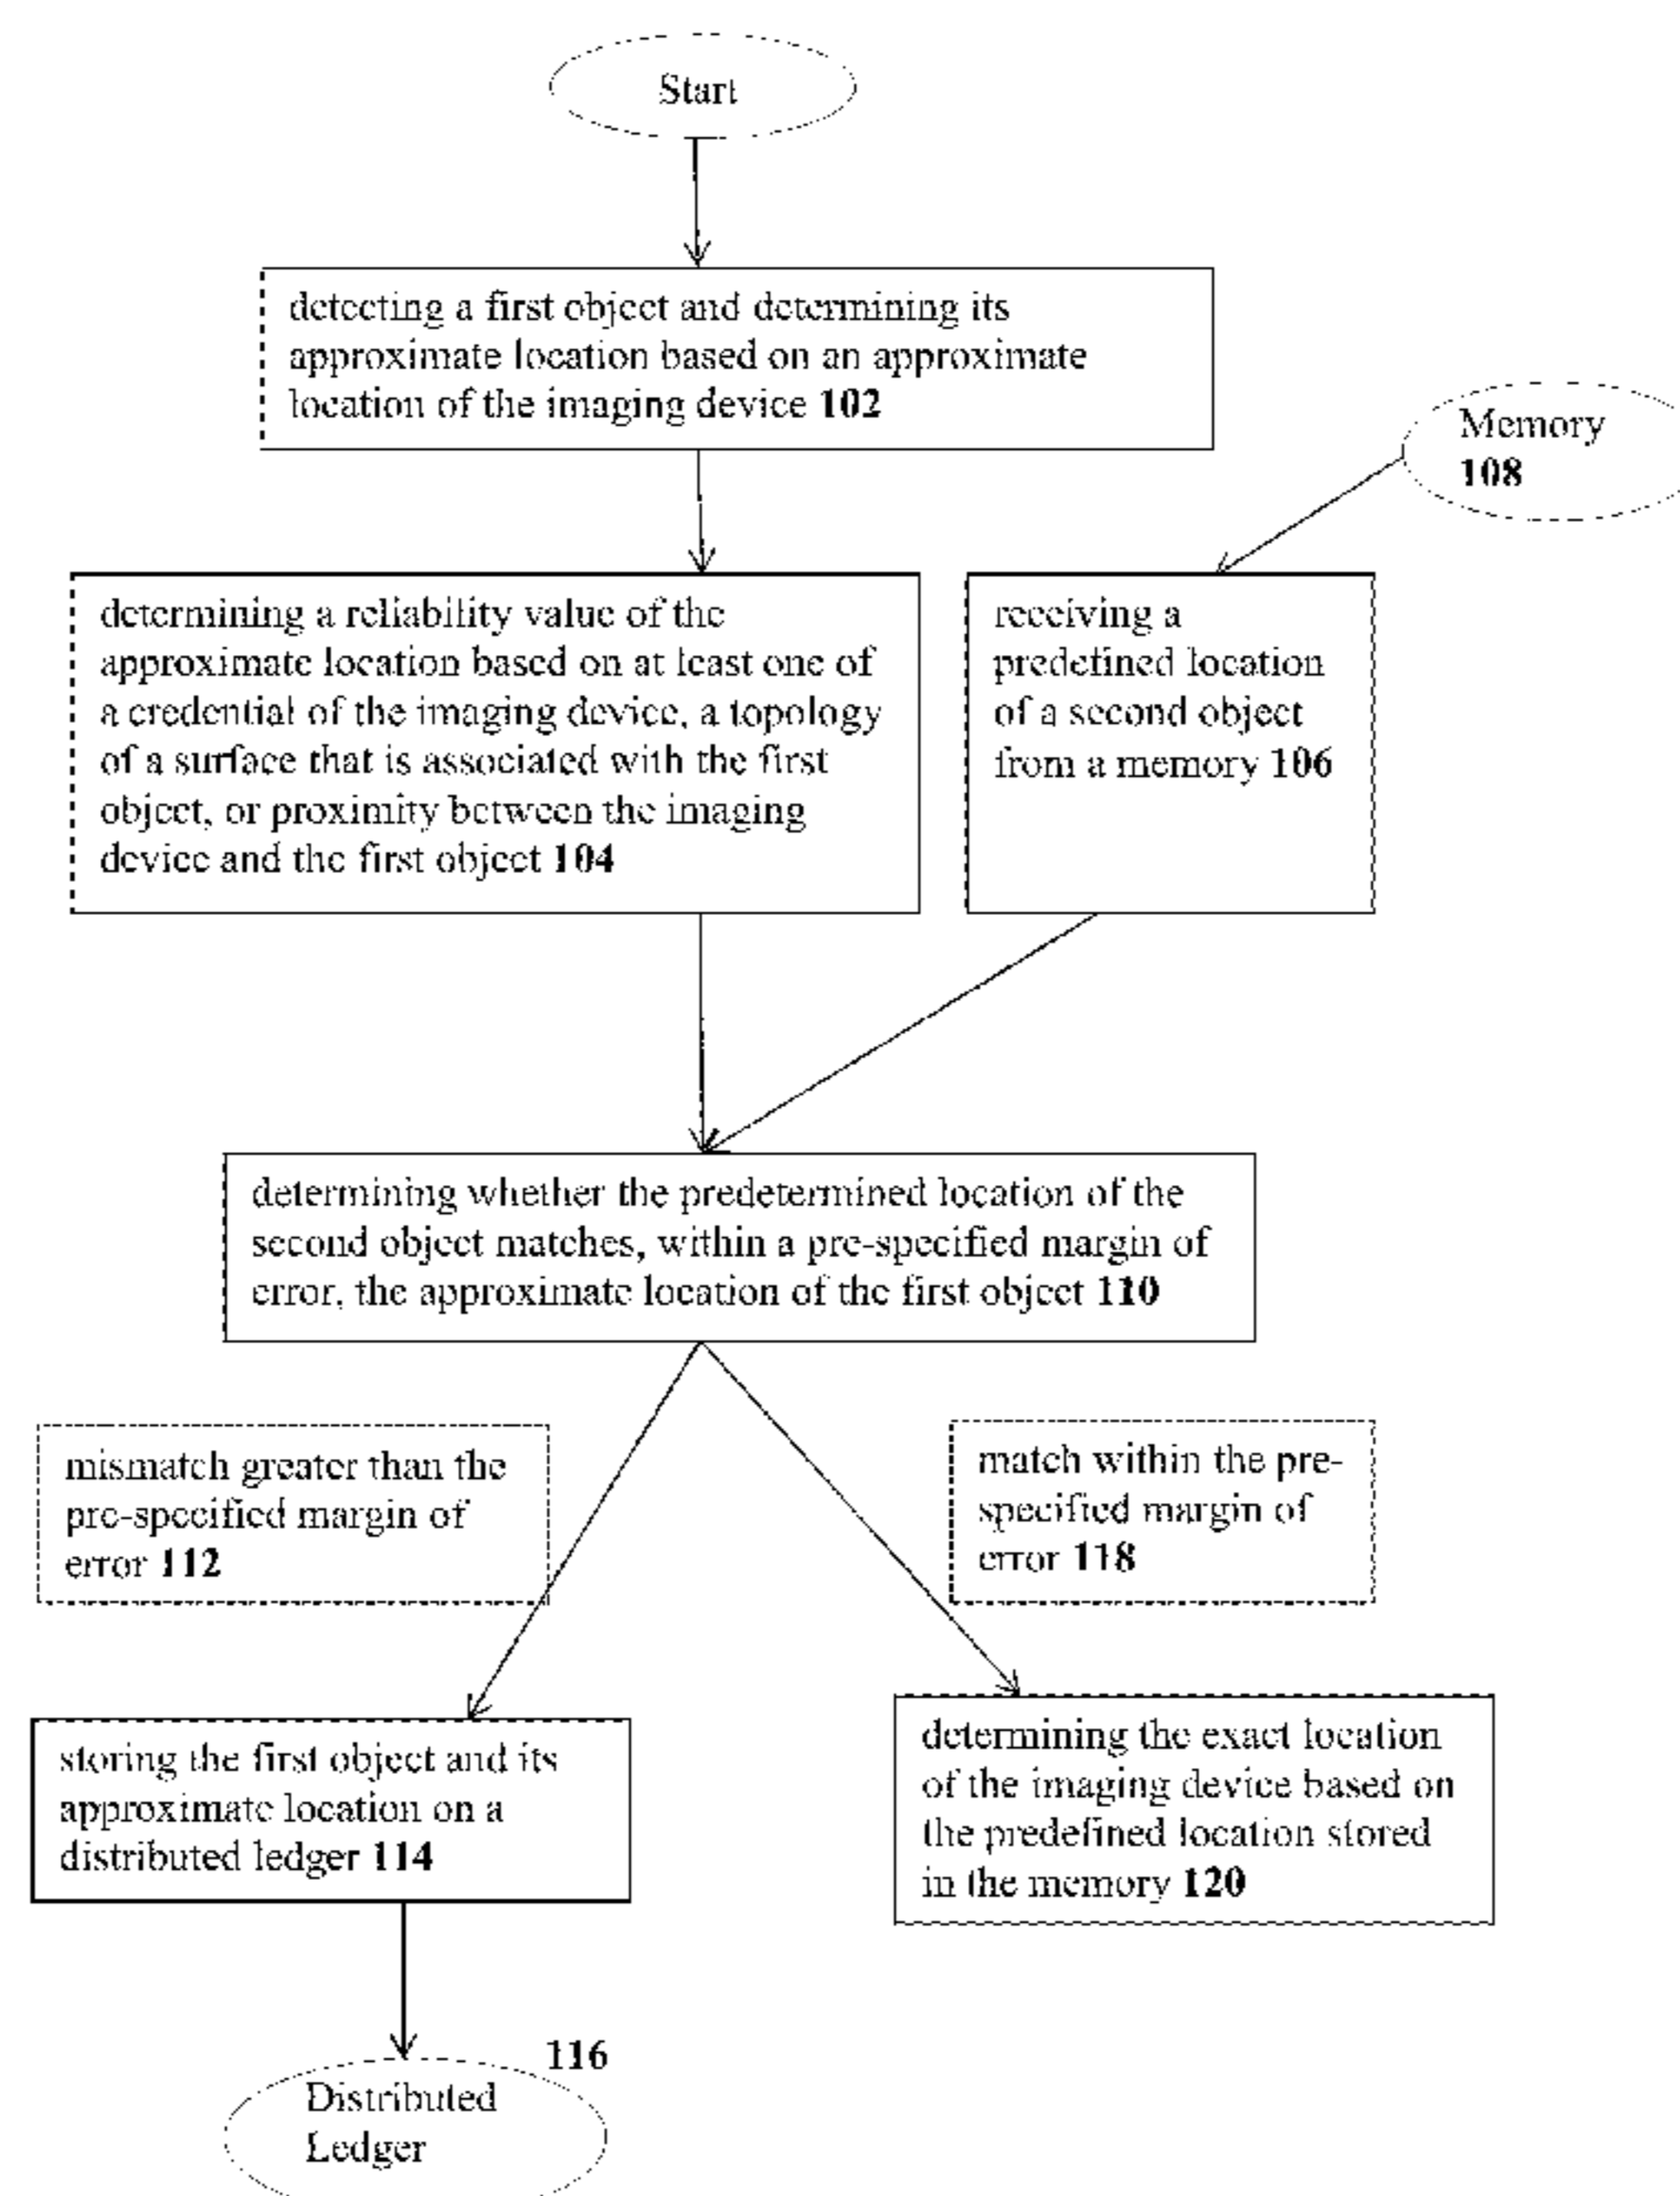 Start
detecting a first object and determining its
approximate location based on an approximate
location of the imaging device 102
Memory
108
determining a reliability value of the
approximate location based on at least one of
a credential of the imaging device, a topology
of a surface that is associated with the first
object, or proximity between the imaging
device and the first object 104
receiving a
predefined location
of a second object
from a memory 106
determining whether the predetermined location of the
second object matches, within a pre-specified margin of
error, the approximate location of the first object 110
mismatch greater than the
pre-specified margin of
error 112
match within the pre-
specified margin of
error 118
storing the first object and its
approximate location on a
distributed ledger 114
determining the exact location
of the imaging device based on
the predefined location stored
in the memory 120
116
Distributed
Ledger